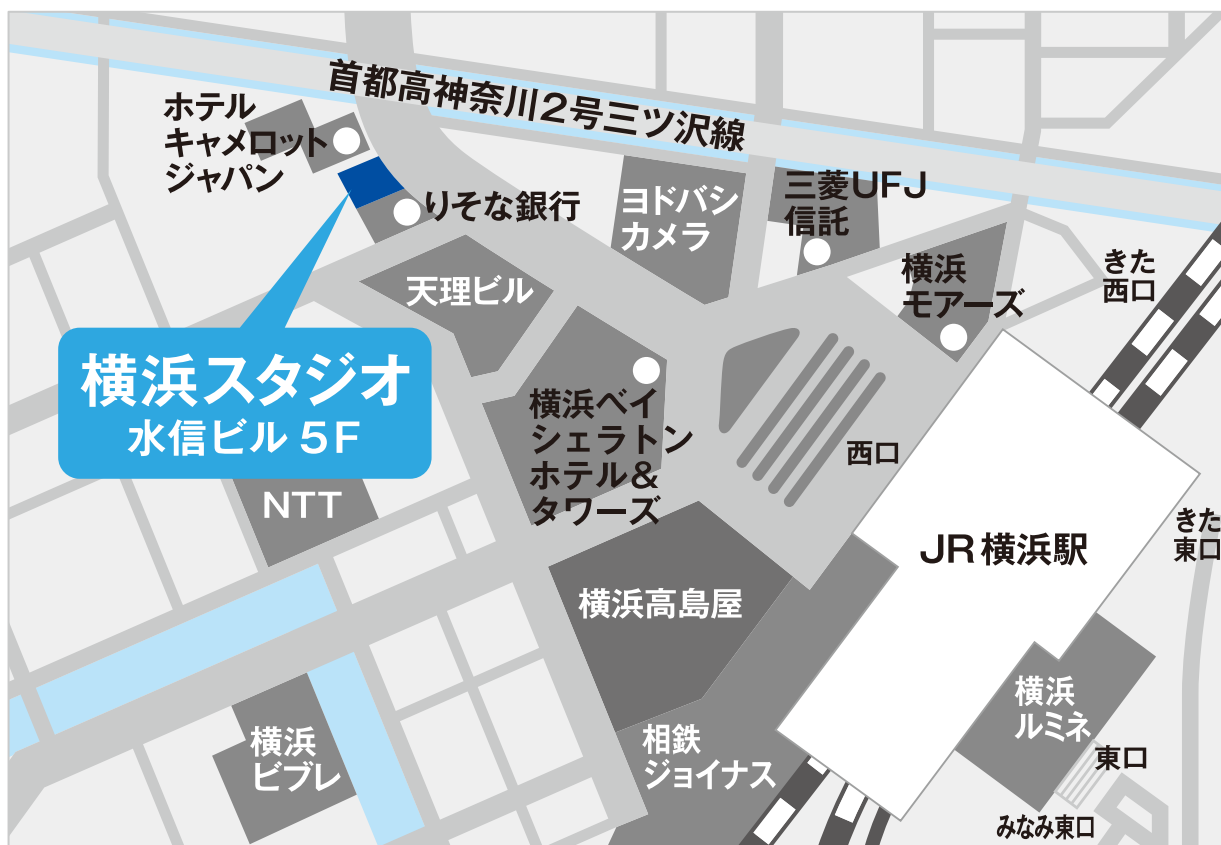 首都高神奈川2号三ツ沢線
ホテル
キャメロット
ジャパン
りそな銀行
ヨドバシ
カメラ
三菱UFJ
信託
横浜
モアーズ
きた
西口
天理ビル
横浜スタジオ
水信ビル 5F
横浜ベイ
シェラトン
ホテル&
タワーズ
西口
NTT
きた
東口
JR横浜駅
横浜高島屋
横浜
ルミネ
横浜
ビブレ
相鉄
ジョイナス
東口
みなみ東口